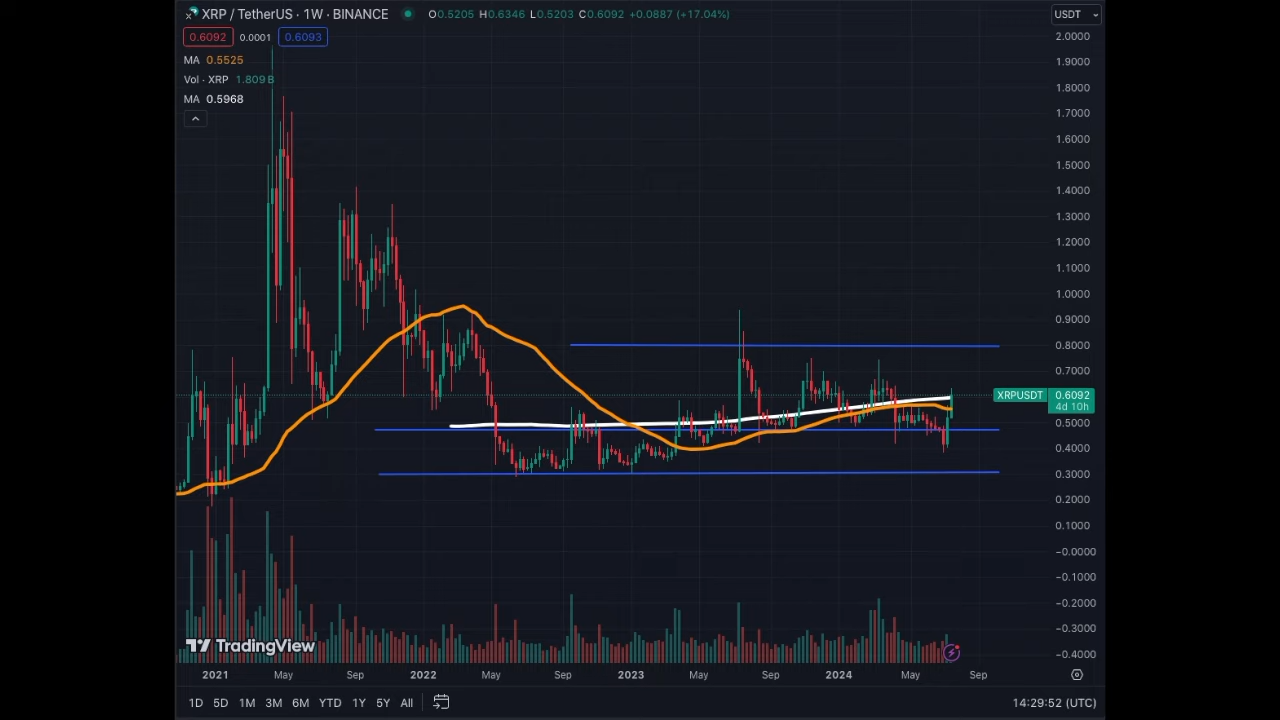 XRP / TetherUS · 1W · BINANCE O0.5205 H0.6346 L0.5203 C0.6092 +0.0887 (+17.04%)
USDT
0.6092 0.0001 0.6093
MA 0.5525
Vol · XRP 1.809 B
MA 0.5968
2.0000
1.9000
1.8000
1.7000
1.6000
1.5000
1.4000
1.3000
1.2000
1.1000
1.0000
0.9000
0.8000
0.7000
XRPUSDT 0.6092
4d 10h
0.5000
0.4000
0.3000
0.2000
0.1000
−0.0000
−0.1000
−0.2000
−0.3000
−0.4000
TradingView
2021 May Sep 2022 May Sep 2023 May Sep 2024 May Sep
1D 5D 1M 3M 6M YTD 1Y 5Y All 14:29:52 (UTC)